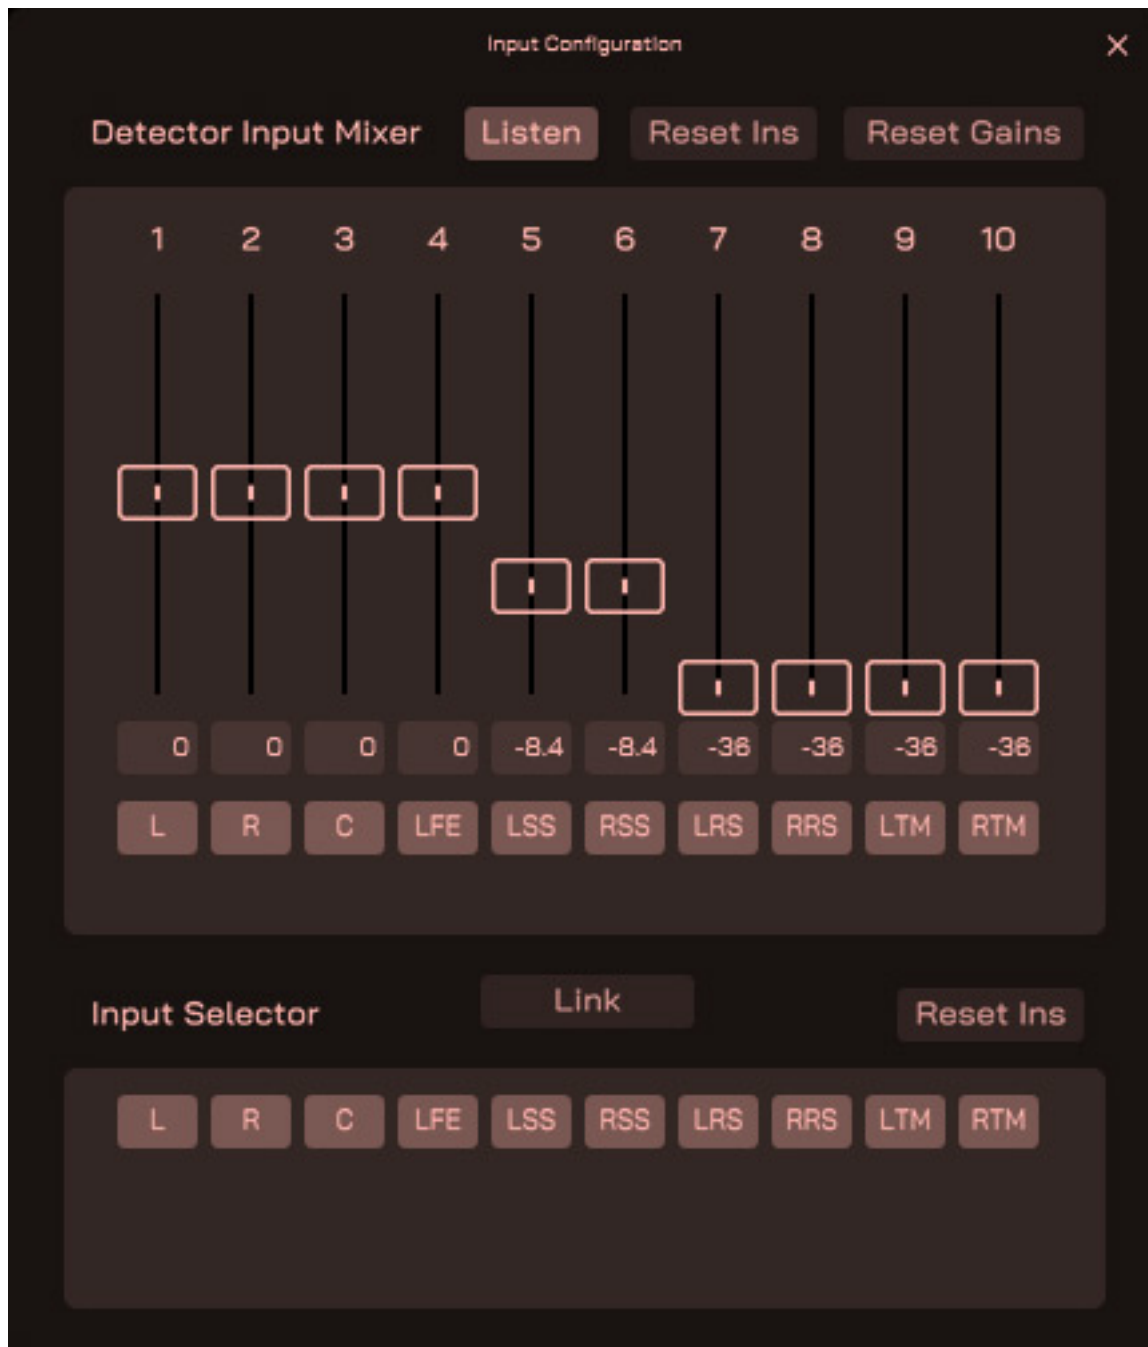 Input Configuration ×
Detector Input Mixer Listen Reset Ins Reset Gains
1 2 3 4 5 6 7 8 9 10
0 0 0 0 -8.4 -8.4 -36 -36 -36 -36
L R C LFE LSS RSS LRS RRS LTM RTM
Input Selector Link Reset Ins
L R C LFE LSS RSS LRS RRS LTM RTM